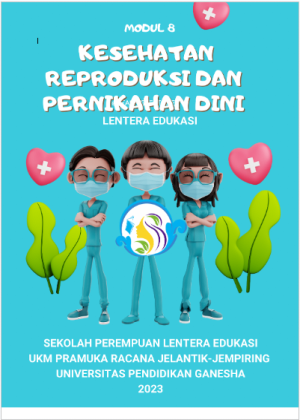 MODUL 8
KESEHATAN
REPRODUKSI DAN
PERNIKAHAN DINI
LENTERA EDUKASI
SEKOLAH PEREMPUAN LENTERA EDUKASI
UKM PRAMUKA RACANA JELANTIK-JEMPIRING
UNIVERSITAS PENDIDIKAN GANESHA
2023